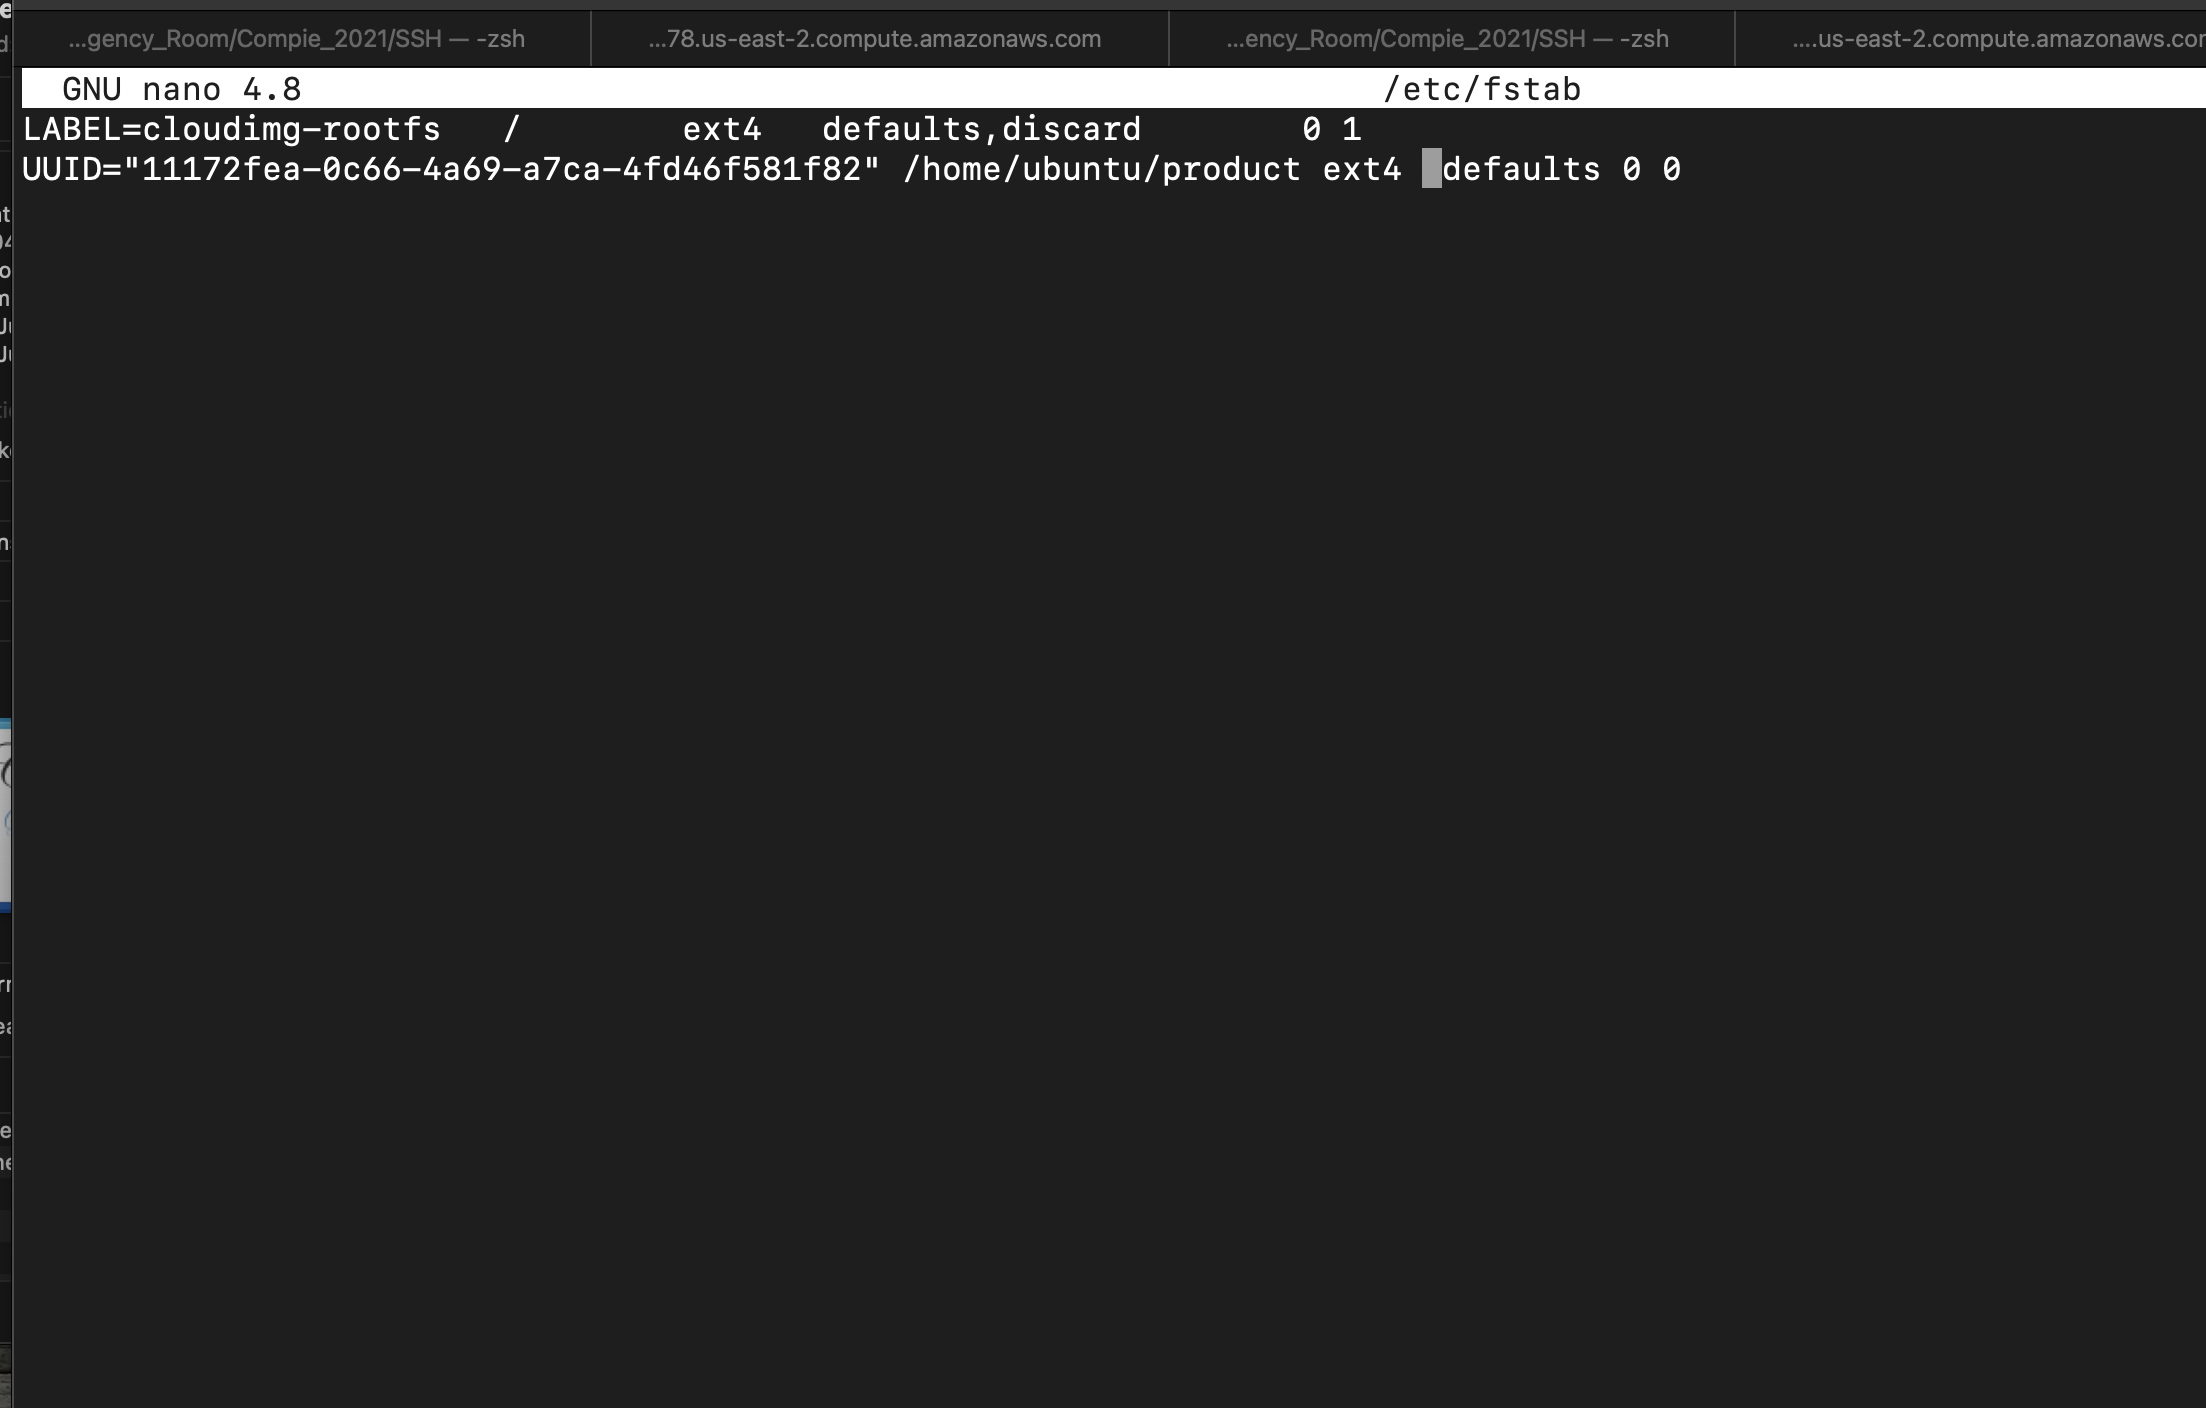 ...gency_Room/Compie_2021/SSH — -zsh
...78.us-east-2.compute.amazonaws.com
...ency_Room/Compie_2021/SSH — -zsh
....us-east-2.compute.amazonaws.cor
GNU nano 4.8 /etc/fstab
LABEL=cloudimg-rootfs / ext4 defaults,discard 0 1
UUID="11172fea-0c66-4a69-a7ca-4fd46f581f82" /home/ubuntu/product ext4 defaults 0 0